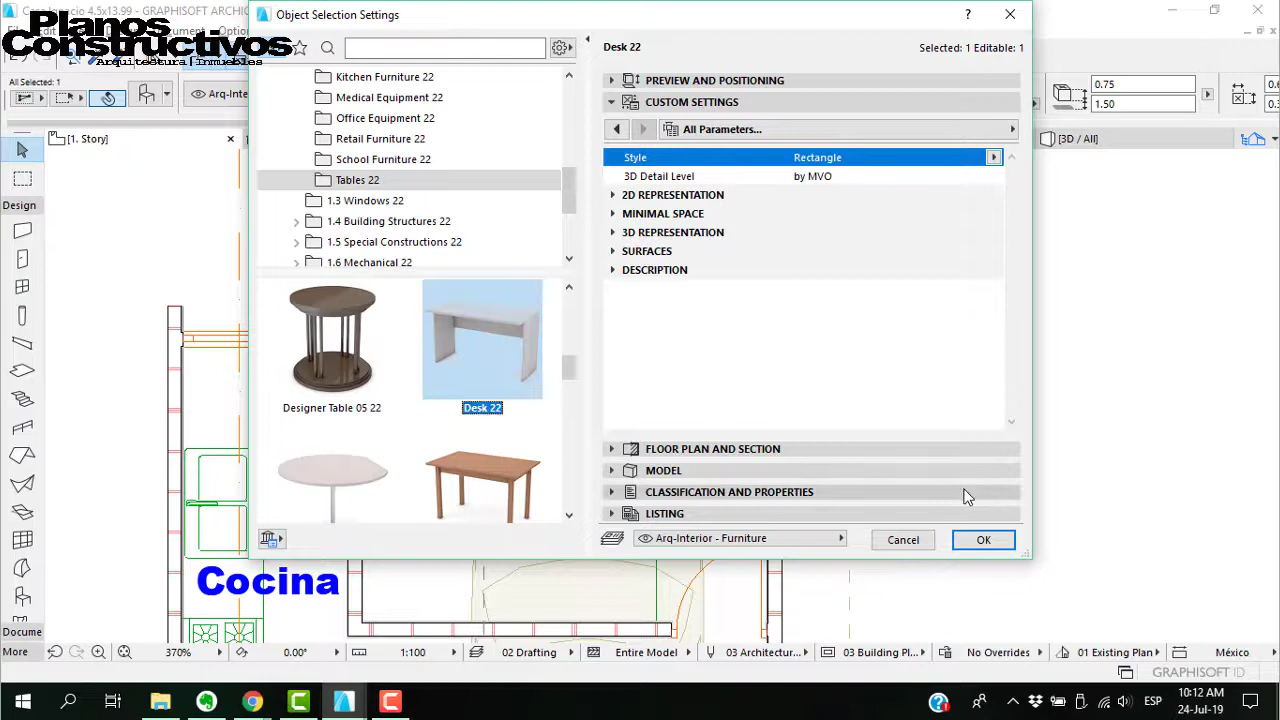 Planos
Constructivos
Arquitectura|Inmuebles
4.5x13.99 - GRAPHISOFT ARCHI
Object Selection Settings
?
Optio
All Selected: 1
Arq-Inte
[1. Story]
Design
Docume
More
Kitchen Furniture 22
Medical Equipment 22
Office Equipment 22
Retail Furniture 22
School Furniture 22
Tables 22
1.3 Windows 22
1.4 Building Structures 22
1.5 Special Constructions 22
1.6 Mechanical 22
Designer Table 05 22
Desk 22
Desk 22
Selected: 1 Editable: 1
PREVIEW AND POSITIONING
CUSTOM SETTINGS
All Parameters...
Style Rectangle
3D Detail Level by MVO
2D REPRESENTATION
MINIMAL SPACE
3D REPRESENTATION
SURFACES
DESCRIPTION
FLOOR PLAN AND SECTION
MODEL
CLASSIFICATION AND PROPERTIES
LISTING
Arq-Interior - Furniture
Cancel
OK
0.75
1.50
[3D / All]
Cocina
370% 0.00° 1:100 02 Drafting Entire Model 03 Architectur... 03 Building Pl... No Overrides 01 Existing Plan México
GRAPHISOFT ID
ESP
10:12 AM
24-Jul-19